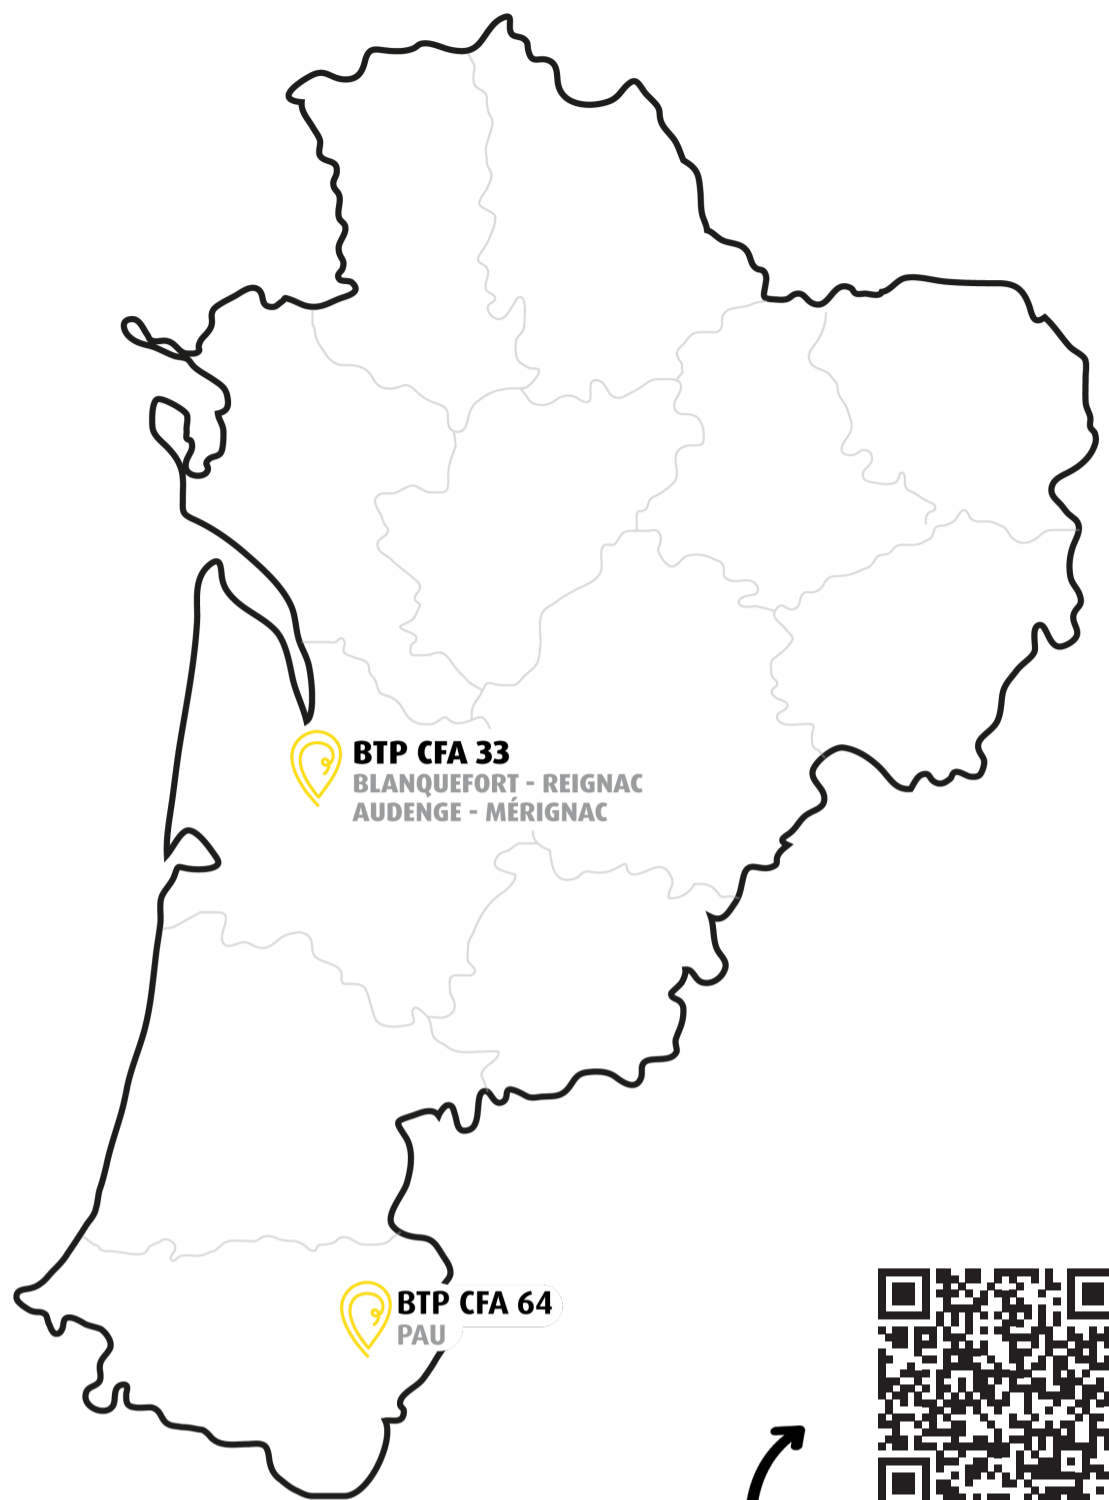 BTP CFA 33
BLANQUEFORT - REIGNAC
AUDENGE - MÉRIGNAC
BTP CFA 64
PAU